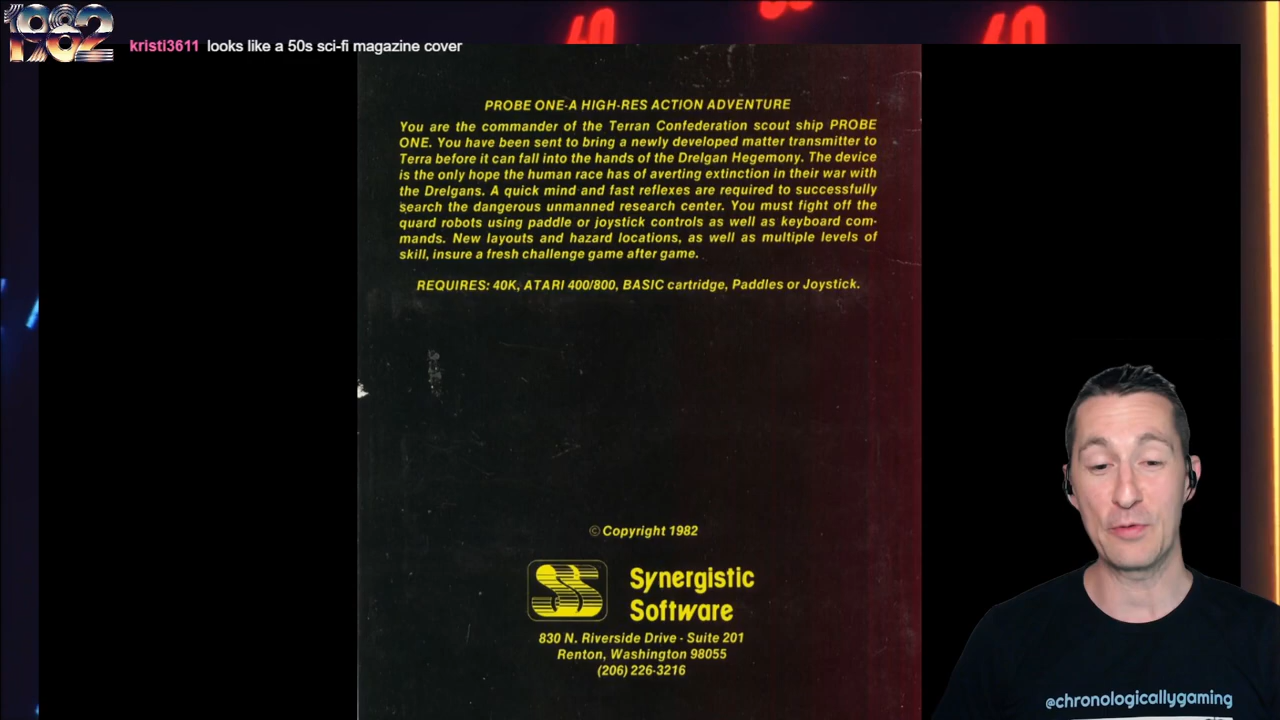 1982
1982
kristi3611 looks like a 50s sci-fi magazine cover
PROBE ONE-A HIGH-RES ACTION ADVENTURE
You are the commander of the Terran Confederation scout ship PROBE
ONE. You have been sent to bring a newly developed matter transmitter to
Terra before it can fall into the hands of the Drelgan Hegemony. The device
is the only hope the human race has of averting extinction in their war with
the Drelgans. A quick mind and fast reflexes are required to successfully
search the dangerous unmanned research center. You must fight off the
quard robots using paddle or joystick controls as well as keyboard com-
mands. New layouts and hazard locations, as well as multiple levels of
skill, insure a fresh challenge game after game.
REQUIRES: 40K, ATARI 400/800, BASIC cartridge, Paddles or Joystick.
© Copyright 1982
SS
Synergistic
Software
830 N. Riverside Drive - Suite 201
Renton, Washington 98055
(206) 226-3216
@chronologicallygaming